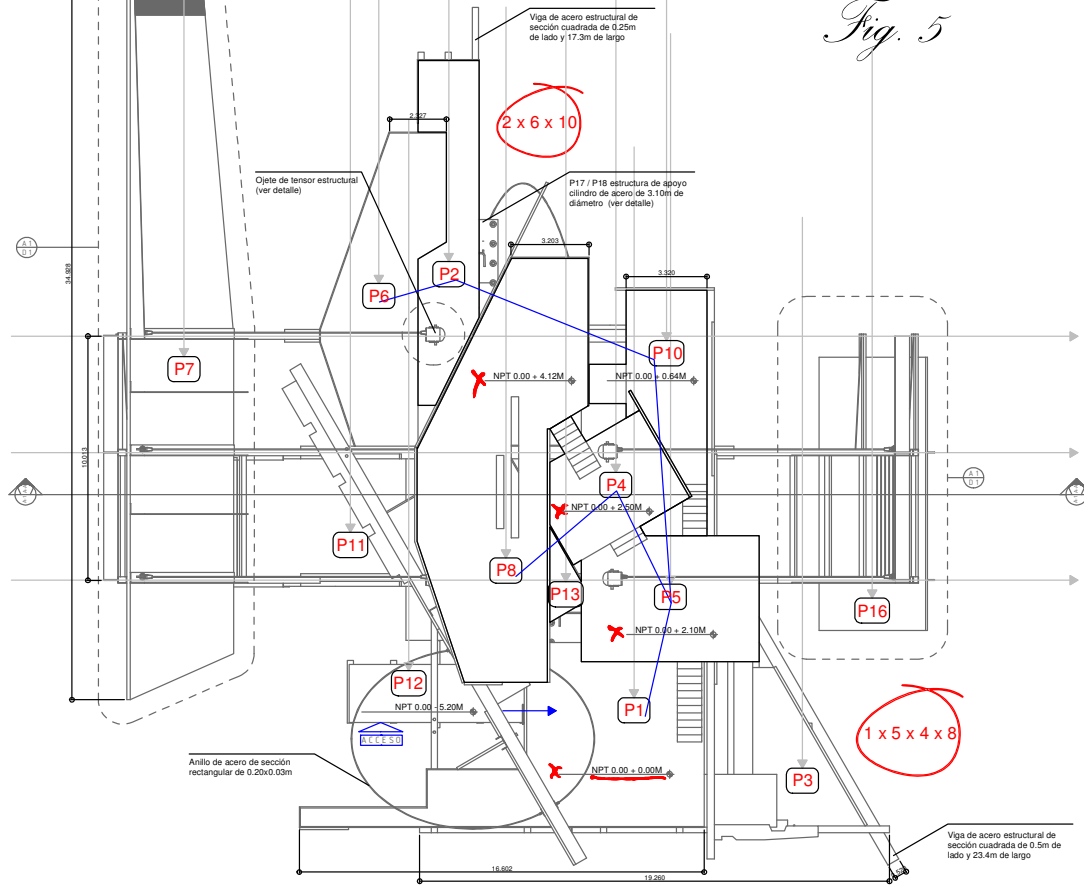 Fig. 5
Viga de acero estructural de
sección cuadrada de 0.25m
de lado y 17.3m de largo
2 x 6 x 10
2.327
Ojete de tensor estructural
(ver detalle)
P17 / P18 estructura de apoyo
cilindro de acero de 3.10m de
diámetro (ver detalle)
A1
D1
3.203
P2
3.320
34.928
P6
P10
P7
NPT 0.00 + 4.12M
NPT 0.00 + 0.64M
10.013
A1
D1
P4
NPT 0.00 + 2.50M
P11
P8
P13
P5
P16
NPT 0.00 + 2.10M
P12
P1
NPT 0.00 - 5.20M
ACCESO
1 x 5 x 4 x 8
Anillo de acero de sección
rectangular de 0.20x0.03m
NPT 0.00 + 0.00M
P3
Viga de acero estructural de
sección cuadrada de 0.5m de
lado y 23.4m de largo
16.602
19.260